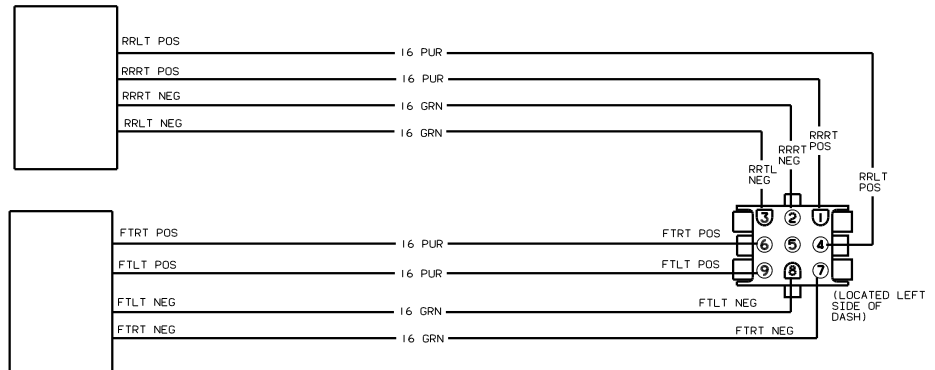 RRLT POS
16 PUR
RRRT POS
16 PUR
RRRT NEG
16 GRN
RRLT NEG
16 GRN
RRTL
NEG
RRRT
NEG
RRRT
POS
RRLT
POS
3 2 1
6 5 4
9 8 7
FTRT POS
16 PUR
FTRT POS
FTLT POS
16 PUR
FTLT POS
FTLT NEG
16 GRN
FTLT NEG
FTRT NEG
16 GRN
FTRT NEG
(LOCATED LEFT
SIDE OF
DASH)